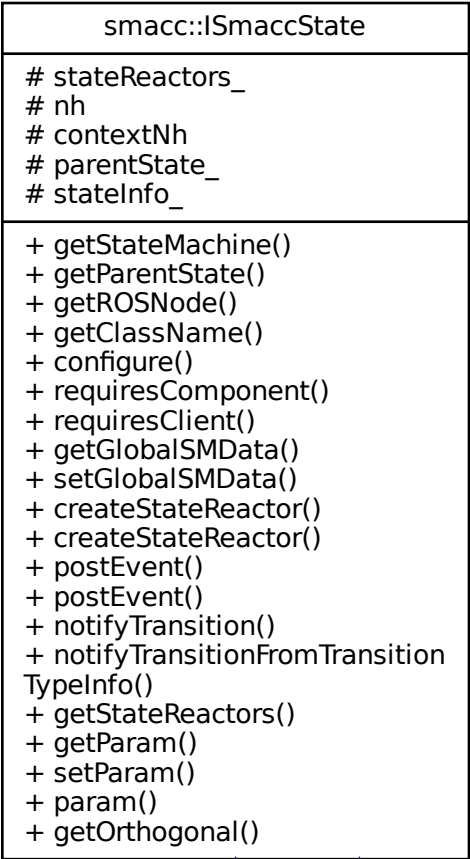 smacc::ISmaccState
# stateReactors_
# nh
# contextNh
# parentState_
# stateInfo_
+ getStateMachine()
+ getParentState()
+ getROSNode()
+ getClassName()
+ configure()
+ requiresComponent()
+ requiresClient()
+ getGlobalSMData()
+ setGlobalSMData()
+ createStateReactor()
+ createStateReactor()
+ postEvent()
+ postEvent()
+ notifyTransition()
+ notifyTransitionFromTransition
TypeInfo()
+ getStateReactors()
+ getParam()
+ setParam()
+ param()
+ getOrthogonal()